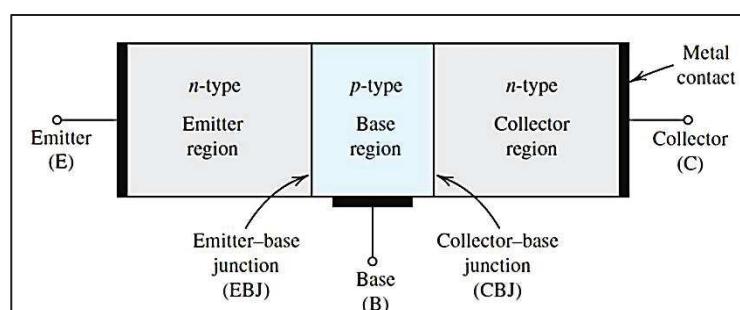 n-type
Emitter
region
p-type
Base
region
n-type
Collector
region
Metal
contact
Emitter
(E)
Collector
(C)
Emitter–base
junction
(EBJ)
Base
(B)
Collector–base
junction
(CBJ)